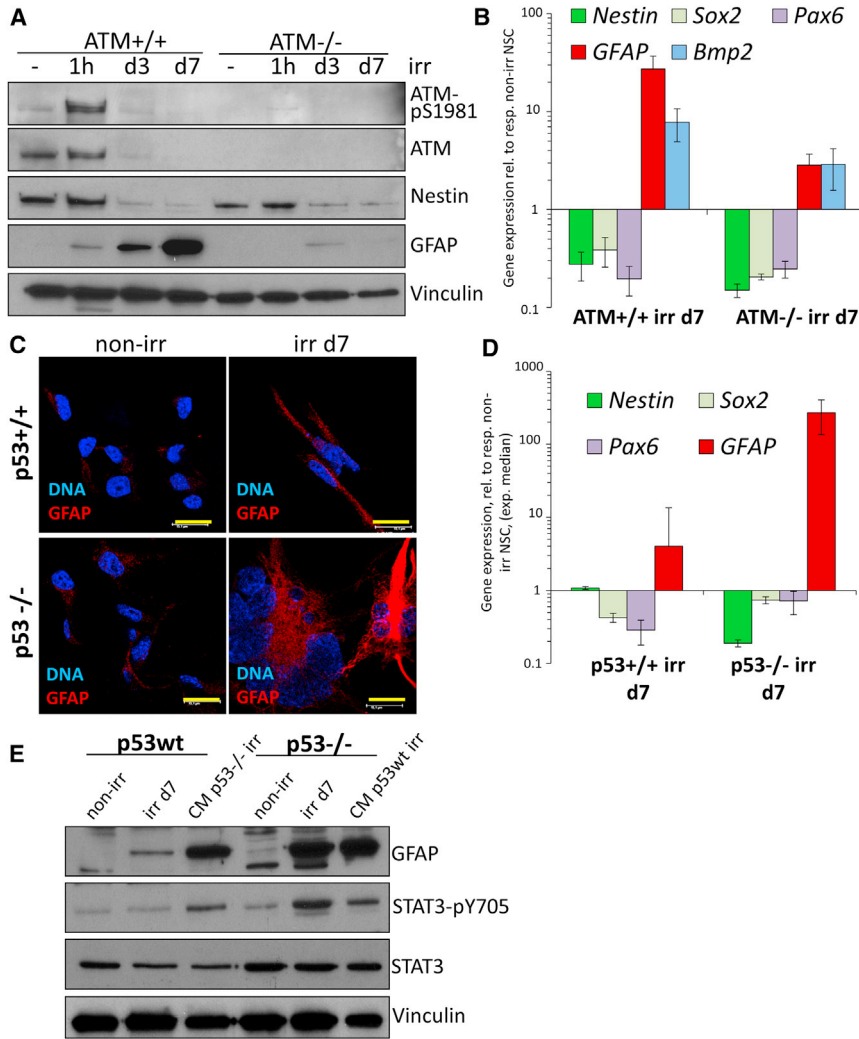 A
ATM+/+ ATM-/-
- 1h d3 d7 - 1h d3 d7 irr
ATM-
pS1981
ATM
Nestin
GFAP
Vinculin
B
Nestin Sox2 Pax6
GFAP Bmp2
Gene expression rel. to resp. non-irr NSC
100
10
1
0.1
ATM+/+ irr d7 ATM-/- irr d7
C
non-irr irr d7
p53+/+
DNA
GFAP
DNA
GFAP
p53 -/-
DNA
GFAP
DNA
GFAP
D
Gene expression, rel. to resp. non-
irr NSC, (exp. median)
1000
100
10
1
0.1
Nestin Sox2
Pax6 GFAP
p53+/+ irr
d7
p53-/- irr
d7
E
p53wt p53-/-
non-irr irr d7 CM p53-/- irr non-irr irr d7 CM p53wt irr
GFAP
STAT3-pY705
STAT3
Vinculin